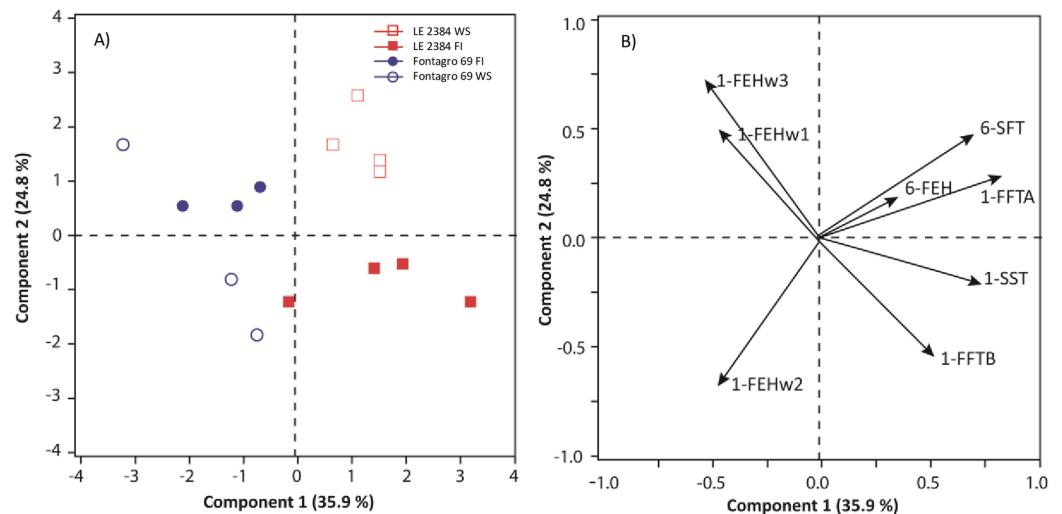 A)
LE 2384 WS
LE 2384 FI
Fontagro 69 FI
Fontagro 69 WS
4
3
2
1
0
-1
-2
-3
-4
Component 2 (24.8 %)
-4
-3
-2
-1
0
1
2
3
4
Component 1 (35.9 %)
B)
1-FEHw3
1-FEHw1
6-SFT
6-FEH
1-FFTA
1-SST
1-FFTB
1-FEHw2
1.0
0.5
0.0
-0.5
-1.0
Component 2 (24.8 %)
-1.0
-0.5
0.0
0.5
1.0
Component 1 (35.9 %)